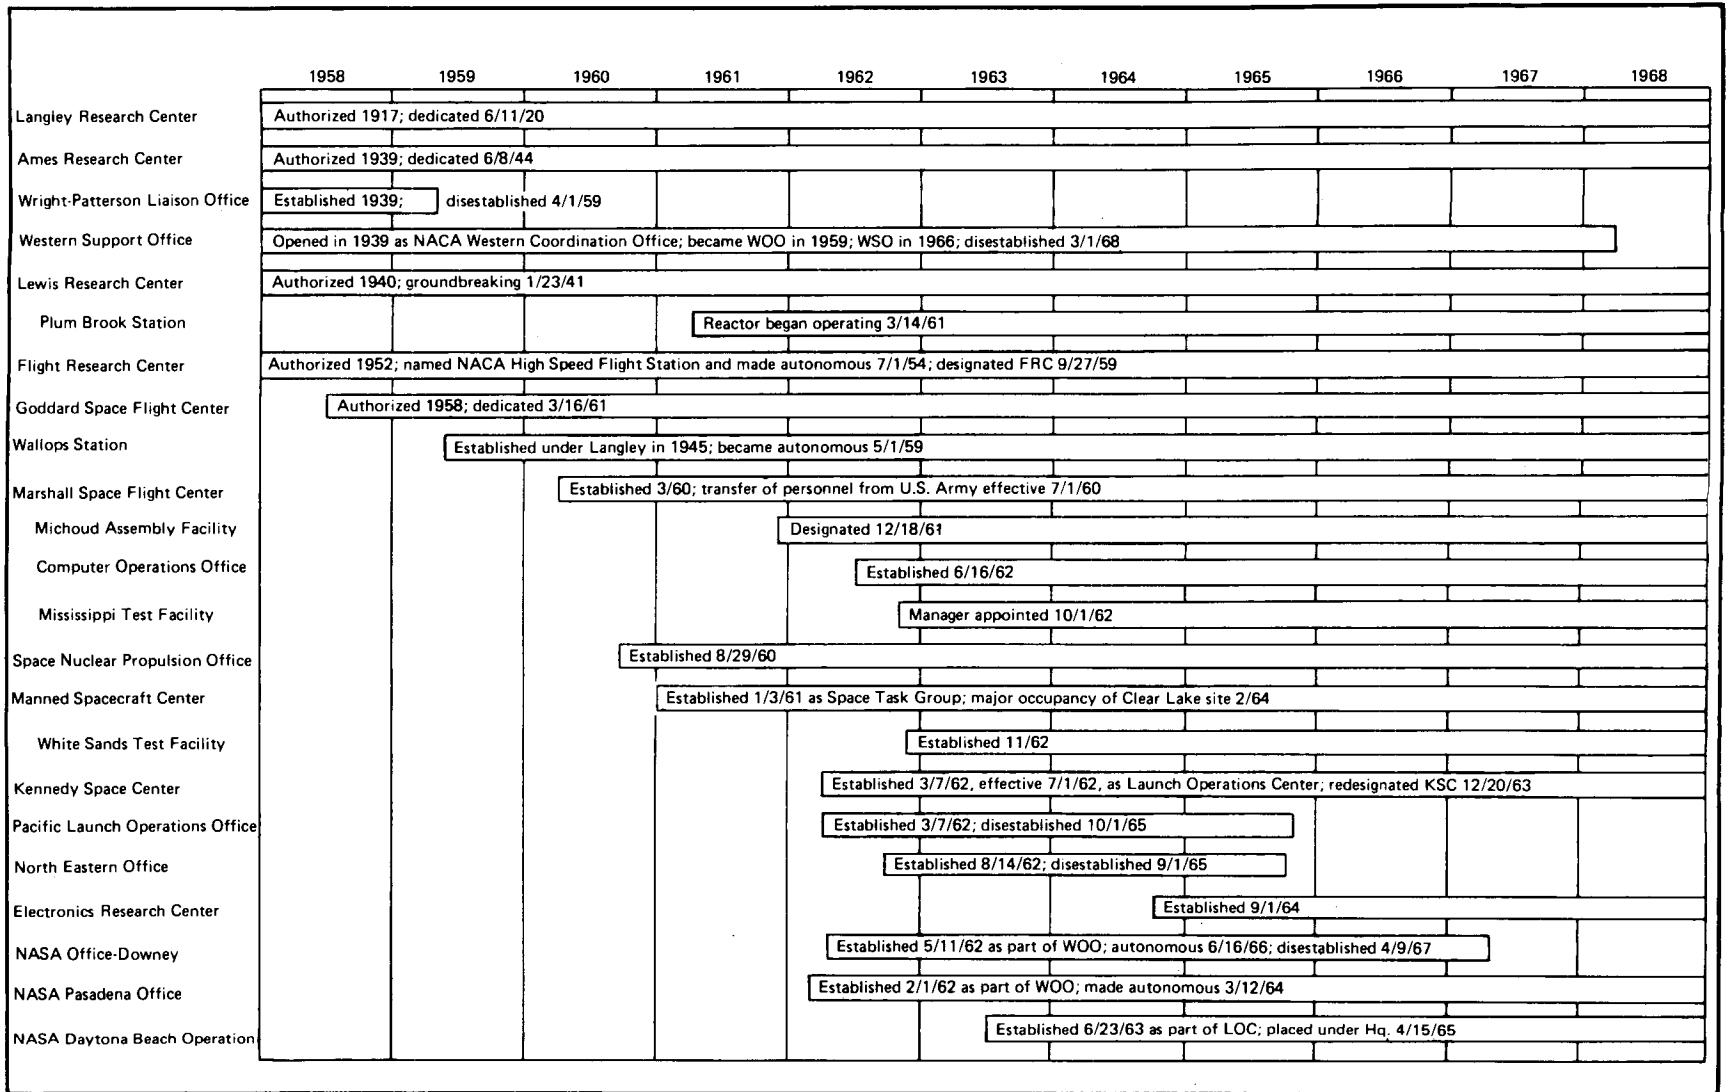 1958 1959 1960 1961 1962 1963 1964 1965 1966 1967 1968
Langley Research Center Authorized 1917; dedicated 6/11/20
Ames Research Center Authorized 1939; dedicated 6/8/44
Wright-Patterson Liaison Office Established 1939; disestablished 4/1/59
Western Support Office Opened in 1939 as NACA Western Coordination Office; became WOO in 1959; WSO in 1966; disestablished 3/1/68
Lewis Research Center Authorized 1940; groundbreaking 1/23/41
Plum Brook Station Reactor began operating 3/14/61
Flight Research Center Authorized 1952; named NACA High Speed Flight Station and made autonomous 7/1/54; designated FRC 9/27/59
Goddard Space Flight Center Authorized 1958; dedicated 3/16/61
Wallops Station Established under Langley in 1945; became autonomous 5/1/59
Marshall Space Flight Center Established 3/60; transfer of personnel from U.S. Army effective 7/1/60
Michoud Assembly Facility Designated 12/18/61
Computer Operations Office Established 6/16/62
Mississippi Test Facility Manager appointed 10/1/62
Space Nuclear Propulsion Office Established 8/29/60
Manned Spacecraft Center Established 1/3/61 as Space Task Group; major occupancy of Clear Lake site 2/64
White Sands Test Facility Established 11/62
Kennedy Space Center Established 3/7/62, effective 7/1/62, as Launch Operations Center; redesignated KSC 12/20/63
Pacific Launch Operations Office Established 3/7/62; disestablished 10/1/65
North Eastern Office Established 8/14/62; disestablished 9/1/65
Electronics Research Center Established 9/1/64
NASA Office-Downey Established 5/11/62 as part of WOO; autonomous 6/16/66; disestablished 4/9/67
NASA Pasadena Office Established 2/1/62 as part of WOO; made autonomous 3/12/64
NASA Daytona Beach Operation Established 6/23/63 as part of LOC; placed under Hq. 4/15/65